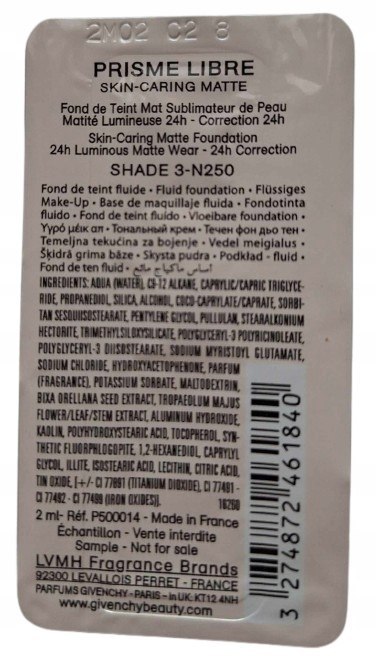 2M02 C2 8
PRISME LIBRE
SKIN-CARING MATTE
Fond de Teint Mat Sublimateur de Peau
Matité Lumineuse 24h - Correction 24h
Skin-Caring Matte Foundation
24h Luminous Matte Wear - 24h Correction
SHADE 3-N250
Fond de teint fluide • Fluid foundation • Flüssiges
Make-Up • Base de maquillaje fluida • Fondotinta
fluido • Fond de teint fluido • Vloeibare foundation •
Υγρό μέικ απ • Тональный крем • Течен фон дьо тен •
Temeljna tekućina za bojenje • Vedel meigialus •
Šķidrā grima bāze • Skysta pudra • Podkład - fluid •
Fond de ten fluid • أساس ماكياج مائع
INGREDIENTS: AQUA (WATER), C9-12 ALKANE, CAPRYLIC/CAPRIC TRIGLYCE-
RIDE, PROPANEDIOL, SILICA, ALCOHOL, COCO-CAPRYLATE/CAPRATE, SORBI-
TAN SESQUIISOSTEARATE, PENTYLENE GLYCOL, PULLULAN, STEARALKONIUM
HECTORITE, TRIMETHYLSILOXYSILICATE, POLYGLYCERYL-3 POLYRICINOLEATE,
POLYGLYCERYL-3 DIISOSTEARATE, SODIUM MYRISTOYL GLUTAMATE,
SODIUM CHLORIDE, HYDROXYACETOPHENONE, PARFUM
(FRAGRANCE), POTASSIUM SORBATE, MALTODEXTRIN,
BIXA ORELLANA SEED EXTRACT, TROPAEOLUM MAJUS
FLOWER/LEAF/STEM EXTRACT, ALUMINUM HYDROXIDE,
KAOLIN, POLYHYDROXYSTEARIC ACID, TOCOPHEROL, SYN-
THETIC FLUORPHLOGOPITE, 1,2-HEXANEDIOL, CAPRYLYL
GLYCOL, ILLITE, ISOSTEARIC ACID, LECITHIN, CITRIC ACID,
TIN OXIDE, [+/- CI 77891 (TITANIUM DIOXIDE), CI 77491 -
CI 77492 - CI 77499 (IRON OXIDES)]. 16260
2 ml- Réf. P500014 - Made in France
Échantillon - Vente interdite
Sample - Not for sale
LVMH Fragrance Brands
92300 LEVALLOIS PERRET - FRANCE
PARFUMS GIVENCHY - PARIS - in UK: KT12 4NH
www.givenchybeauty.com
3 274872 461840